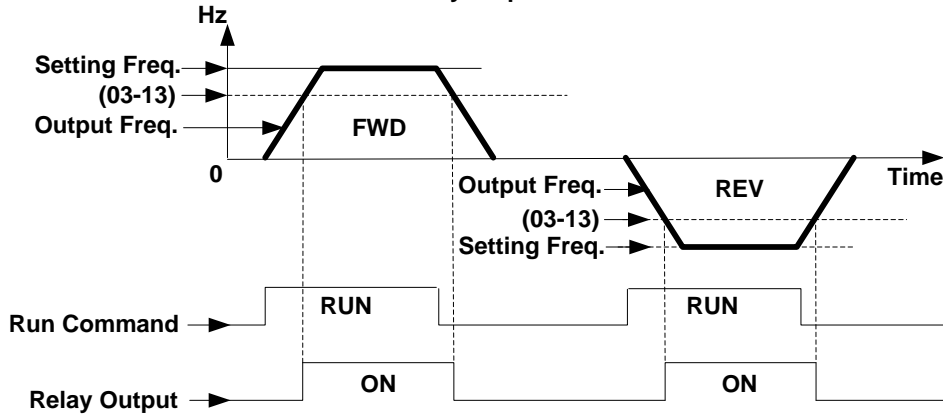 Hz
Setting Freq.
(03-13)
Output Freq.
FWD
0
Time
Output Freq.
REV
(03-13)
Setting Freq.
RUN
RUN
Run Command
ON
ON
Relay Output